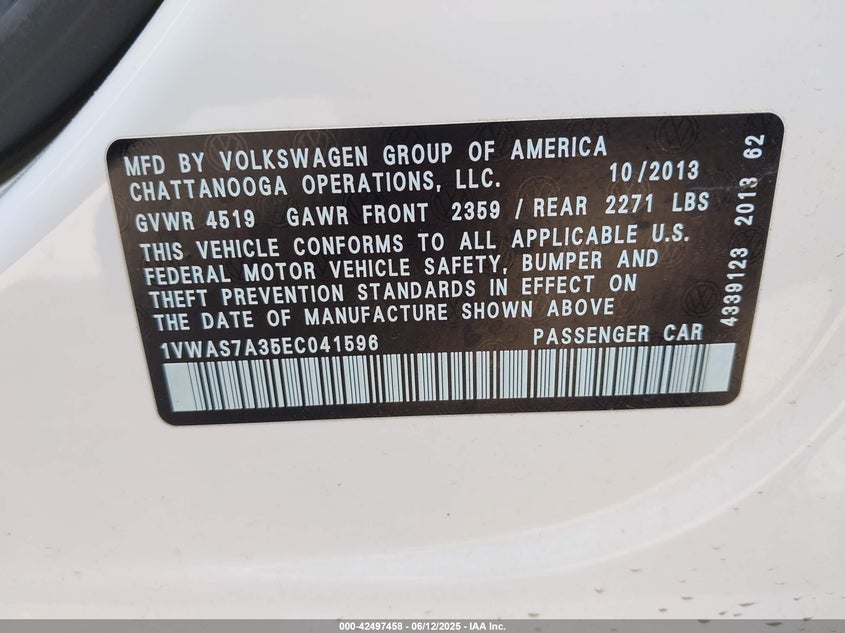 MFD BY VOLKSWAGEN GROUP OF AMERICA
CHATTANOOGA OPERATIONS, LLC. 10/2013
GVWR 4519 GAWR FRONT 2359 / REAR 2271 LBS
THIS VEHICLE CONFORMS TO ALL APPLICABLE U.S.
FEDERAL MOTOR VEHICLE SAFETY, BUMPER AND
THEFT PREVENTION STANDARDS IN EFFECT ON
THE DATE OF MANUFACTURE SHOWN ABOVE
1VWAS7A35EC041596 PASSENGER CAR
4339123 2013 62
000-42497458 - 06/12/2025 - IAA Inc.